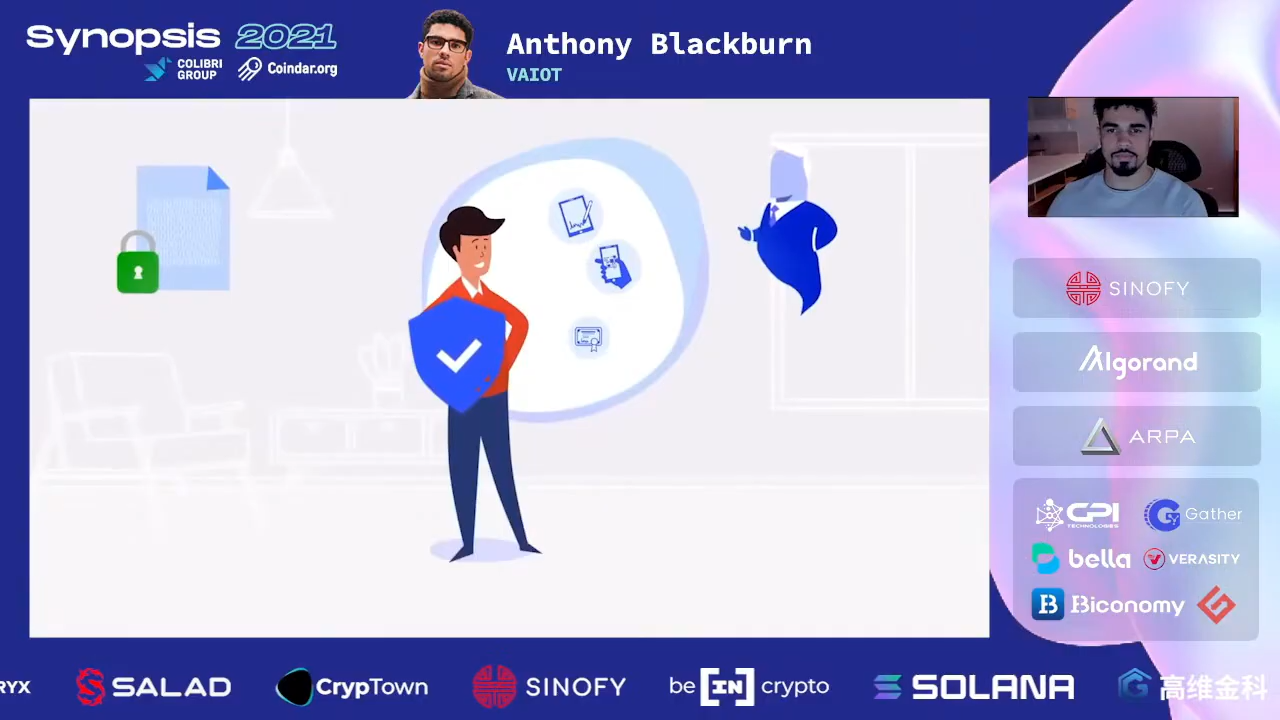 Synopsis 2021
COLIBRI
GROUP
Coindar.org
Anthony Blackburn
VAIOT
SINOFY
Algorand
ARPA
CPI
TECHNOLOGIES
Gather
bella
VERASITY
Biconomy
RYX
SALAD
CrypTown
SINOFY
be [IN] crypto
SOLANA
高维金科